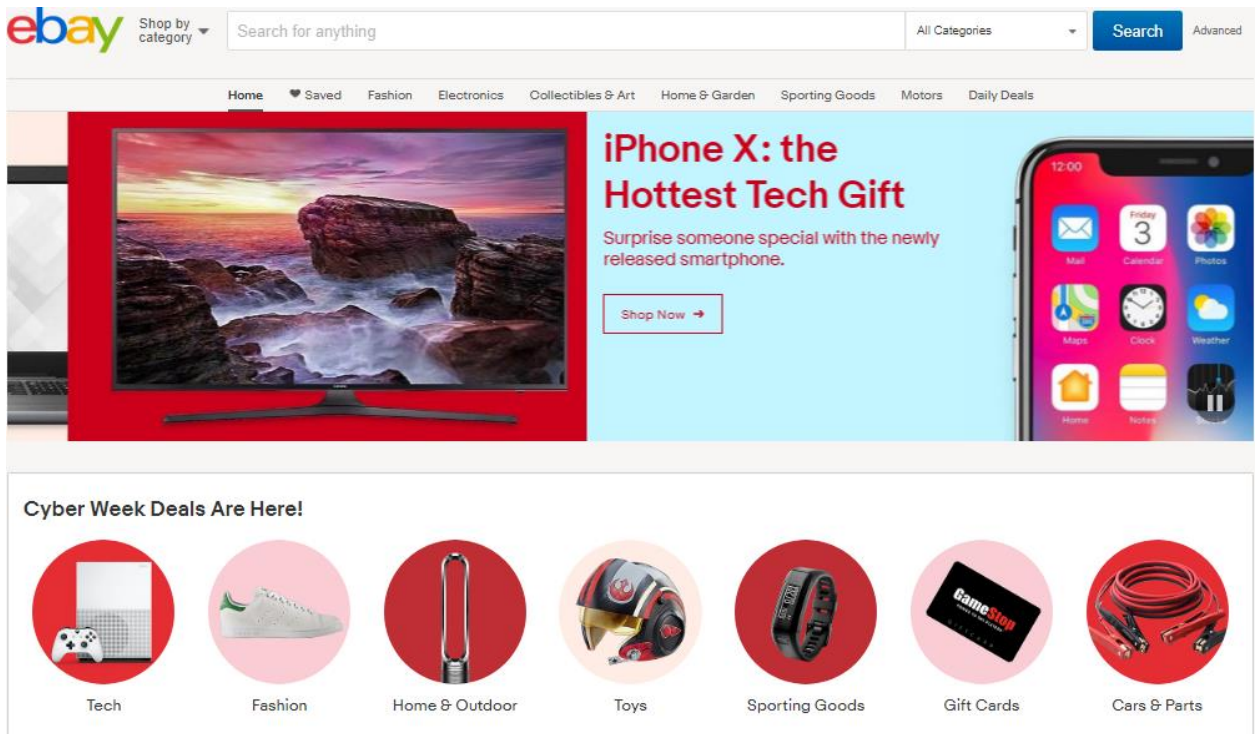 ebay
Shop by
category
Search for anything
All Categories
Search
Advanced
Home
Saved
Fashion
Electronics
Collectibles & Art
Home & Garden
Sporting Goods
Motors
Daily Deals
iPhone X: the
Hottest Tech Gift
Surprise someone special with the newly
released smartphone.
Shop Now
12:00
Friday
3
Mail
Calendar
Photos
Maps
Clock
Weather
Home
Notes
Cyber Week Deals Are Here!
GameStop
Tech
Fashion
Home & Outdoor
Toys
Sporting Goods
Gift Cards
Cars & Parts